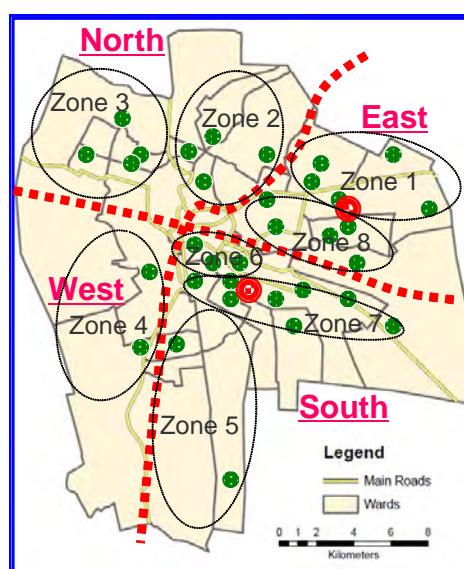 North
Zone 3
Zone 2
East
Zone 1
Zone 8
Zone 6
West
Zone 4
Zone 7
Zone 5
South
Legend
Main Roads
Wards
0 1 2 4 6 8
Kilometers